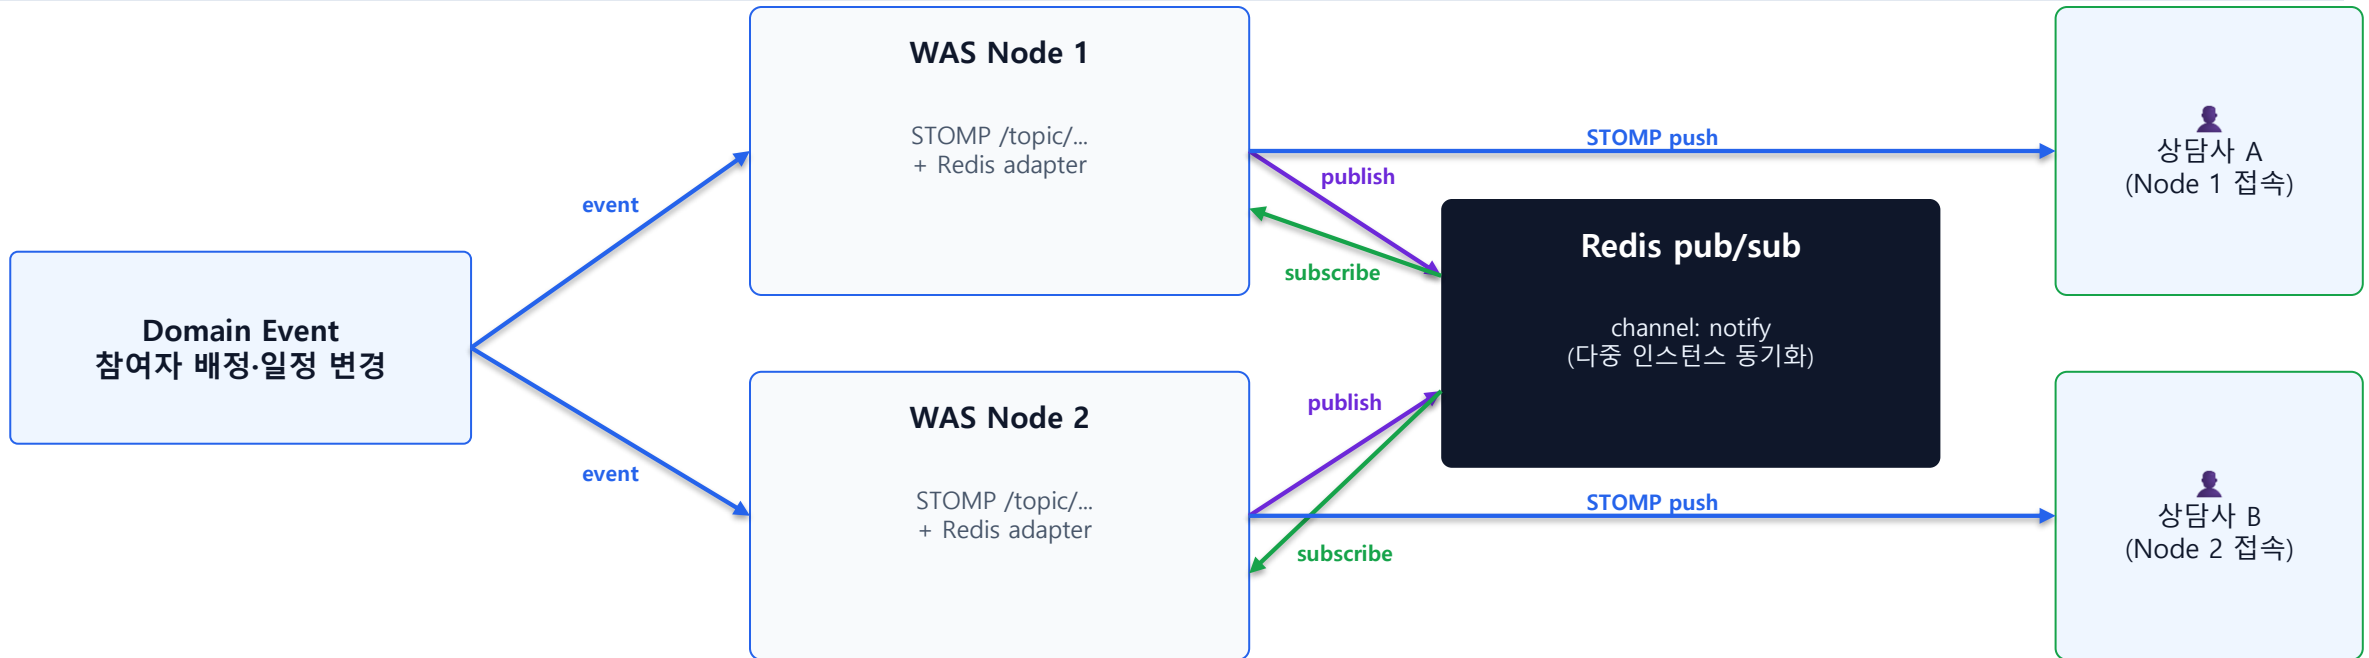 Domain Event
참여자 배정·일정 변경
event
event
WAS Node 1
STOMP /topic/...
+ Redis adapter
WAS Node 2
STOMP /topic/...
+ Redis adapter
STOMP push
publish
subscribe
Redis pub/sub
channel: notify
(다중 인스턴스 동기화)
publish
STOMP push
subscribe
상담사 A
(Node 1 접속)
상담사 B
(Node 2 접속)